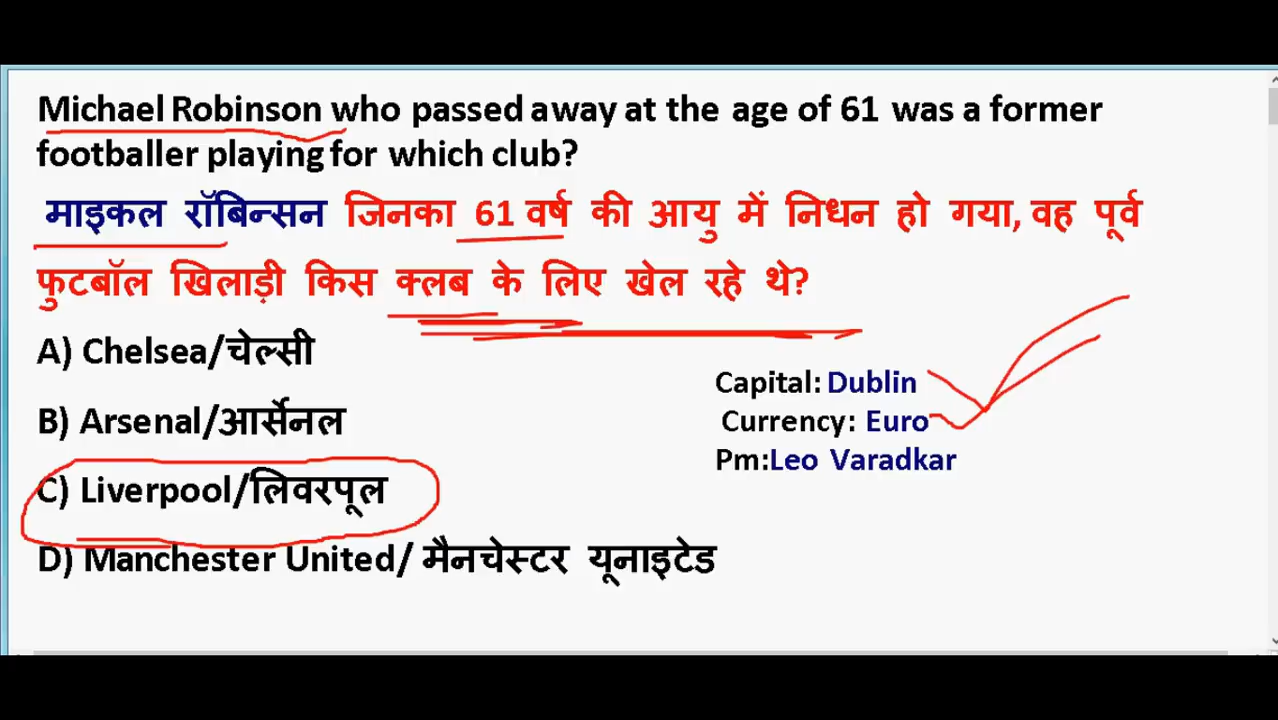 Michael Robinson who passed away at the age of 61 was a former
footballer playing for which club?
माइकल रॉबिन्सन जिनका 61 वर्ष की आयु में निधन हो गया, वह पूर्व
फुटबॉल खिलाड़ी किस क्लब के लिए खेल रहे थे?
A) Chelsea/चेल्सी
B) Arsenal/आर्सेनल
C) Liverpool/लिवरपूल
D) Manchester United/ मैनचेस्टर यूनाइटेड
Capital: Dublin
Currency: Euro
Pm:Leo Varadkar